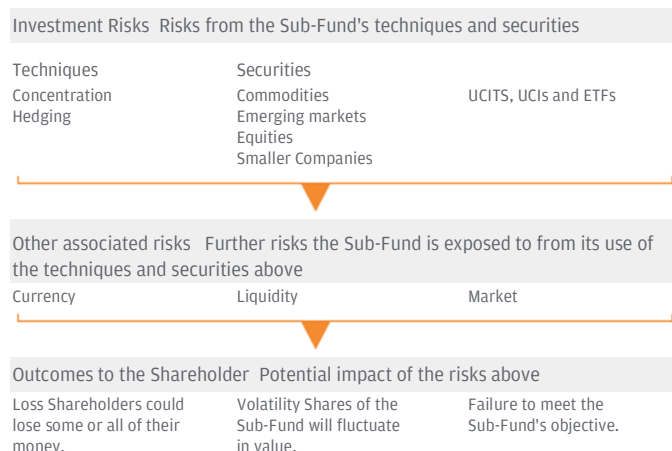 Investment Risks Risks from the Sub-Fund's techniques and securities
Techniques
Concentration
Hedging
Securities
Commodities
Emerging markets
Equities
Smaller Companies
UCITS, UCIs and ETFs
Other associated risks Further risks the Sub-Fund is exposed to from its use of
the techniques and securities above
Currency
Liquidity
Market
Outcomes to the Shareholder Potential impact of the risks above
Loss Shareholders could
lose some or all of their
money.
Volatility Shares of the
Sub-Fund will fluctuate
in value.
Failure to meet the
Sub-Fund's objective.